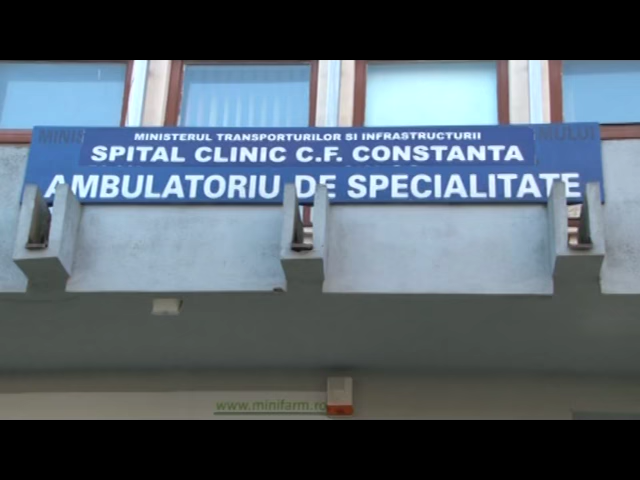 MINISTERUL TRANSPORTURILOR SI INFRASTRUCTURII
SPITAL CLINIC C.F. CONSTANTA
AMBULATORIU DE SPECIALITATE
www.minifarm.ro